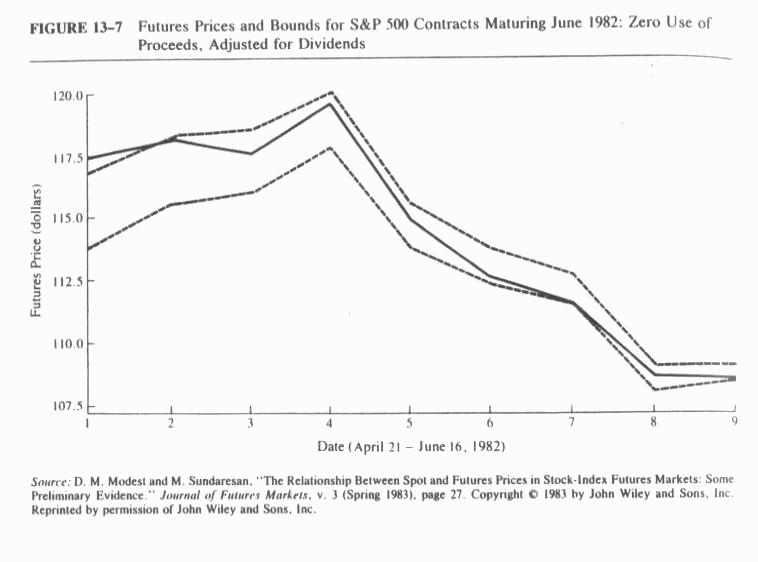 FIGURE 13–7 Futures Prices and Bounds for S&P 500 Contracts Maturing June 1982: Zero Use of
Proceeds, Adjusted for Dividends
120.0
117.5
115.0
112.5
110.0
107.5
Futures Price (dollars)
1 2 3 4 5 6 7 8 9
Date (April 21 – June 16, 1982)
Source: D. M. Modest and M. Sundaresan, "The Relationship Between Spot and Futures Prices in Stock-Index Futures Markets: Some
Preliminary Evidence." Journal of Futures Markets, v. 3 (Spring 1983), page 27. Copyright © 1983 by John Wiley and Sons, Inc.
Reprinted by permission of John Wiley and Sons, Inc.